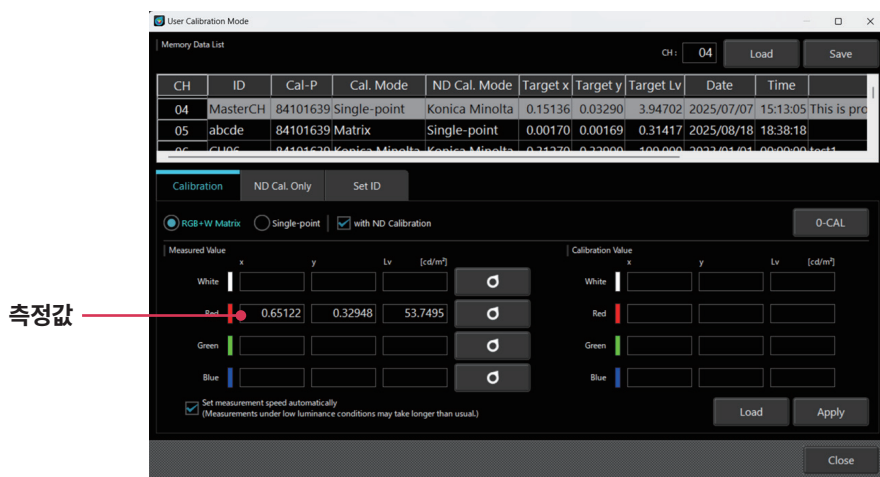 User Calibration Mode
Memory Data List
CH : 04 Load Save
CH ID Cal-P Cal. Mode ND Cal. Mode Target x Target y Target Lv Date Time
04 MasterCH 84101639 Single-point Konica Minolta 0.15136 0.03290 3.94702 2025/07/07 15:13:05 This is pro
05 abcde 84101639 Matrix Single-point 0.00170 0.00169 0.31417 2025/08/18 18:38:18
Calibration ND Cal. Only Set ID
RGB+W Matrix Single-point with ND Calibration 0-CAL
Measured Value Calibration Value
x y Lv [cd/m²] x y Lv [cd/m²]
White White
측정값 Red 0.65122 0.32948 53.7495 Red
Green Green
Blue Blue
Set measurement speed automatically
(Measurements under low luminance conditions may take longer than usual.)
Load Apply
Close